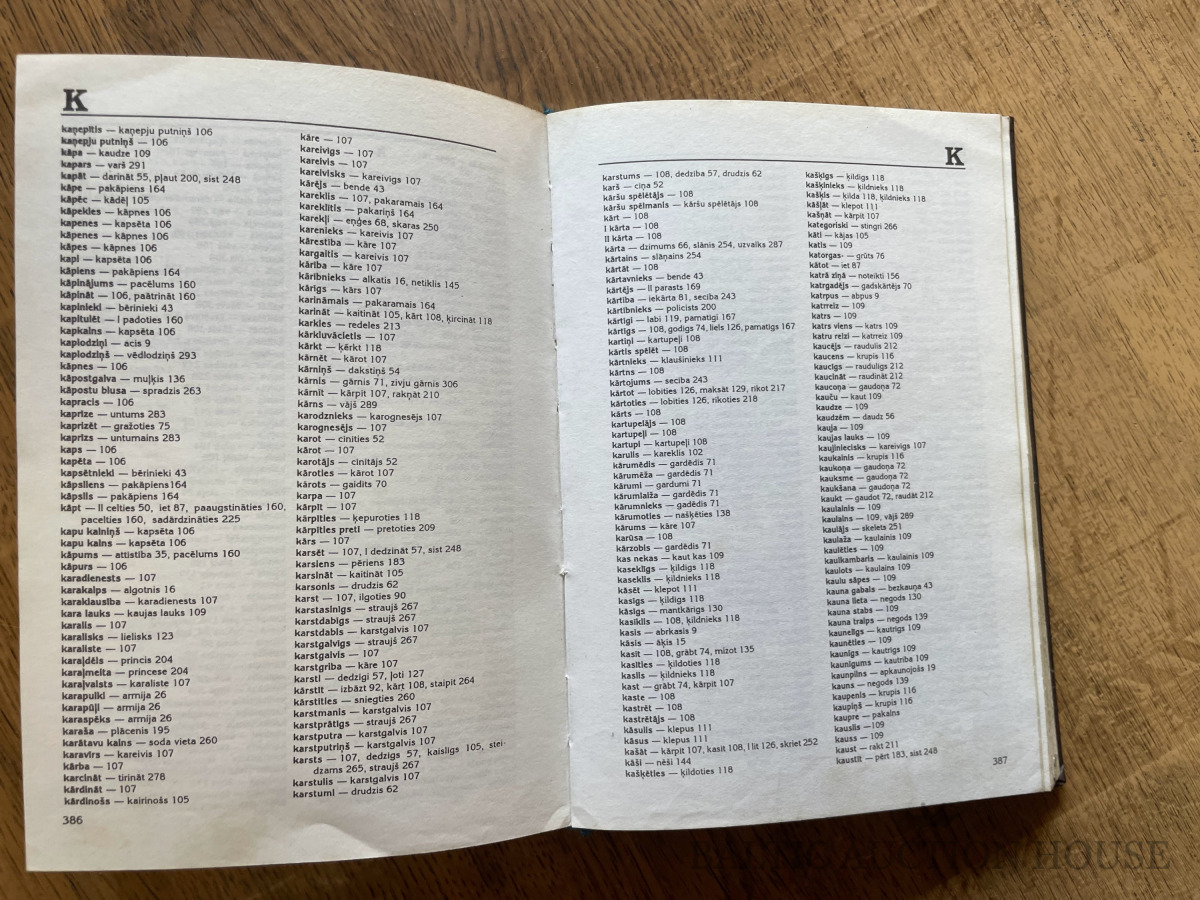 K
kaņepītis — kaņepju putniņš 106
kaņepju putniņš — 106
kāpa — kaudze 109
kapars — varš 291
kapāt — darināt 55, pļaut 200, sist 248
kāpe — pakāpiens 164
kāpēc — kādēļ 105
kāpekles — kāpnes 106
kapenes — kapsēta 106
kāpenes — kāpnes 106
kāpes — kāpnes 106
kapi — kapsēta 106
kāpiens — pakāpiens 164
kāpinājums — pacēlums 160
kāpināt — 106, paātrināt 160
kapinieki — bērinieki 43
kapitulēt — I padoties 160
kapkalns — kapsēta 106
kaplodziņi — acis 9
kaplodziņš — vēdlodziņš 293
kāpnes — 106
kāpostgalva — muļķis 136
kāpostu blusa — spradzis 263
kapracis — 106
kaprīze — untums 283
kaprizēt — gražoties 75
kaprīzs — untumains 283
kaps — 106
kapēta — 106
kapsētnieki — bērinieki 43
kāpsliens — pakāpiens164
kāpslis — pakāpiens 164
kāpt — II celties 50, iet 87, paaugstināties 160,
pacelties 160, sadārdzināties 225
kapu kalniņš — kapsēta 106
kapu kalns — kapsēta 106
kāpums — attīstība 35, pacēlums 160
kāpurs — 106
karadienests — 107
karakalps — algotnis 16
karaklausība — karadienests 107
kara lauks — kaujas lauks 109
karalis — 107
karalisks — lielisks 123
karaliste — 107
karaļdēls — princis 204
karaļmeita — princese 204
karaļvalsts — karaliste 107
karapulki — armija 26
karapūļi — armija 26
karaspēks — armija 26
karaša — plācenis 195
karātavu kalns — soda vieta 260
karavīrs — kareivis 107
kārba — 107
karcināt — tirināt 278
kārdināt — 107
kārdinošs — kairinošs 105
386
kāre — 107
kareivīgs — 107
kareivis — 107
kareivisks — kareivīgs 107
kārējs — bende 43
kareklis — 107, pakaramais 164
kareklītis — pakariņš 164
karekļi — eņģes 68, skaras 250
karenieks — kareivis 107
kārestība — kāre 107
kargaitis — kareivis 107
kārība — kāre 107
kāribnieks — alkatis 16, netiklis 145
kārīgs — kārs 107
karināmais — pakaramais 164
karināt — kaitināt 105, kārt 108, ķircināt 118
karkles — redeles 213
kārkluvācietis — 107
kārkt — ķērkt 118
kārnēt — kārot 107
kārniņš — dakstiņš 54
kārnis — gārnis 71, zivju gārnis 306
kārnīt — kārpīt 107, rakņāt 210
kārns — vājš 289
karodznieks — karognesējs 107
karognesējs — 107
karot — cīnīties 52
kārot — 107
karotājs — cīnītājs 52
kāroties — kārot 107
kārots — gaidīts 70
karpa — 107
kārpīt — 107
kārpīties — ķepuroties 118
kārpīties pretī — pretoties 209
kārs — 107
karsēt — 107, I dedzināt 57, sist 248
karsiens — pēriens 183
karsināt — kaitināt 105
karsonis — drudzis 62
karst — 107, ilgoties 90
karstasinīgs — straujš 267
karstdabīgs — straujš 267
karstdabis — karstgalvis 107
karstgalvīgs — straujš 267
karstgalvis — 107
karstgriba — kāre 107
karsti — dedzīgi 57, ļoti 127
kārstīt — izbāzt 92, kārt 108, staipīt 264
kārstīties — sniegties 260
karstmanis — karstgalvis 107
karstprātīgs — straujš 267
karstputra — karstgalvis 107
karstputriņš — karstgalvis 107
karsts — 107, dedzīgs 57, kaislīgs 105, stei-
dzams 265, straujš 267
karstulis — karstgalvis 107
karstumi — drudzis 62
K
karstums — 108, dedzība 57, drudzis 62
karš — cīņa 52
kāršu spēlētājs — 108
kāršu spēlmanis — kāršu spēlētājs 108
kārt — 108
I kārta — 108
II kārta — 108
kārta — dzimums 66, slānis 254, uzvalks 287
kārtains — slāņains 254
kārtāt — 108
kārtavnieks — bende 43
kārtējs — II parasts 169
kārtība — iekārta 81, secība 243
kārtībnieks — policists 200
kārtīgi — labi 119, pamatīgi 167
kārtīgs — 108, godīgs 74, liels 126, pamatīgs 167
kartiņi — kartupeļi 108
kārtis spēlēt — 108
kārtnieks — klaušinieks 111
kārtns — 108
kārtojums — secība 243
kārtot — lobīties 126, maksāt 129, rīkot 217
kārtoties — lobīties 126, rīkoties 218
kārts — 108
kartupelājs — 108
kartupeļi — 108
kartupi — kartupeļi 108
karulis — kareklis 102
kārumēdis — gardēdis 71
kārumēža — gardēdis 71
kārumi — gardumi 71
kārumlaiža — gardēdis 71
kārumnieks — gadēdis 71
kārumoties — našķēties 138
kārums — kāre 107
karūsa — 108
kārzobis — gardēdis 71
kas nekas — kaut kas 109
kasekligs — ķildīgs 118
kaseklis — ķildnieks 118
kāsēt — klepot 111
kasīgs — ķildīgs 118
kāsīgs — mantkārīgs 130
kasiklis — 108, ķildnieks 118
kasis — abrkasis 9
kāsis — āķis 15
kasīt — 108, grābt 74, mizot 135
kasīties — ķildoties 118
kaslis — ķildnieks 118
kast — grābt 74, kārpīt 107
kaste — 108
kastrēt — 108
kastrētājs — 108
kāsulis — klepus 111
kāsus — klepus 111
kašāt — kārpīt 107, kasīt 108, I līt 126, skriet 252
kāši — nēši 144
kašķēties — ķildoties 118
kašķīgs — ķildīgs 118
kašķinieks — ķildnieks 118
kašķis — ķilda 118, ķildnieks 118
kāšļāt — klepot 111
kašņāt — kārpīt 107
kategoriski — stingri 266
kāti — kājas 105
katls — 109
katorgas- — grūts 76
kātot — iet 87
katrā ziņā — noteikti 156
katrgadējs — gadskārtējs 70
katrpus — abpus 9
katrreiz — 109
katrs — 109
katrs viens — katrs 109
katru reizi — katrreiz 109
kaucējs — raudulis 212
kaucens — krupis 116
kaucīgs — raudulīgs 212
kaucināt — raudināt 212
kaucoņa — gaudoņa 72
kauču — kaut 109
kaudze — 109
kaudzēm — daudz 56
kauja — 109
kaujas lauks — 109
kaujiniecisks — kareivīgs 107
kaukainis — krupis 116
kaukoņa — gaudoņa 72
kauksme — gaudoņa 72
kaukšana — gaudoņa 72
kaukt — gaudot 72, raudāt 212
kaulainis — 109
kaulains — 109, vājš 289
kaulājs — skelets 251
kaulaža — kaulainis 109
kaulēties — 109
kaulkambaris — kaulainis 109
kaulots — kaulains 109
kaulu sāpes — 109
kauna gabals — bezkauņa 43
kauna lieta — negods 130
kauna stabs — 109
kauna traips — negods 139
kaunelīgs — kautrīgs 109
kaunēties — 109
kaunīgs — kautrīgs 109
kaunīgums — kautrība 109
kaunpilns — apkaunojošs 19
kauns — negods 139
kaupenis — krupis 116
kaupiņš — krupis 116
kaupre — pakalns
kauslis — 109
kauss — 109
kaust — rakt 211
kaustīt — pērt 183, sist 248
387
BALTIC AUCTION HOUSE